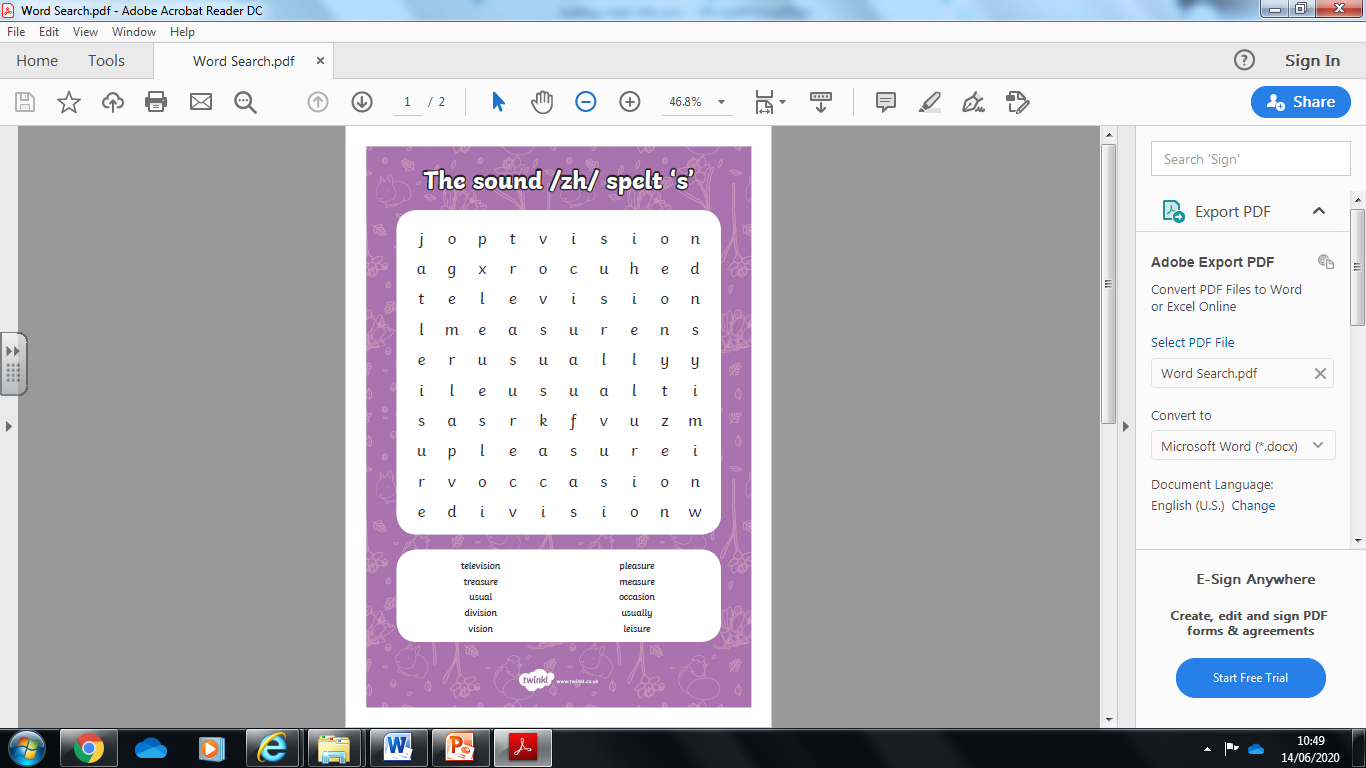 Word Search.pdf - Adobe Acrobat Reader DC
File Edit View Window Help
Home Tools Word Search.pdf × ? Sign In
1 / 2 46.8% Share
The sound /zh/ spelt ‘s’
j o p t v i s i o n
a g x r o c u h e d
t e l e v i s i o n
l m e a s u r e n s
e r u s u a l l y y
i l e u s u a l t i
s a s r k f v u z m
u p l e a s u r e i
r v o c c a s i o n
e d i v i s i o n w
television pleasure
treasure measure
usual occasion
division usually
vision leisure
twinkl www.twinkl.co.uk
Search 'Sign'
Export PDF
Adobe Export PDF
Convert PDF Files to Word
or Excel Online
Select PDF File
Word Search.pdf
Convert to
Microsoft Word (*.docx)
Document Language:
English (U.S.) Change
E-Sign Anywhere
Create, edit and sign PDF
forms & agreements
Start Free Trial
10:49
14/06/2020